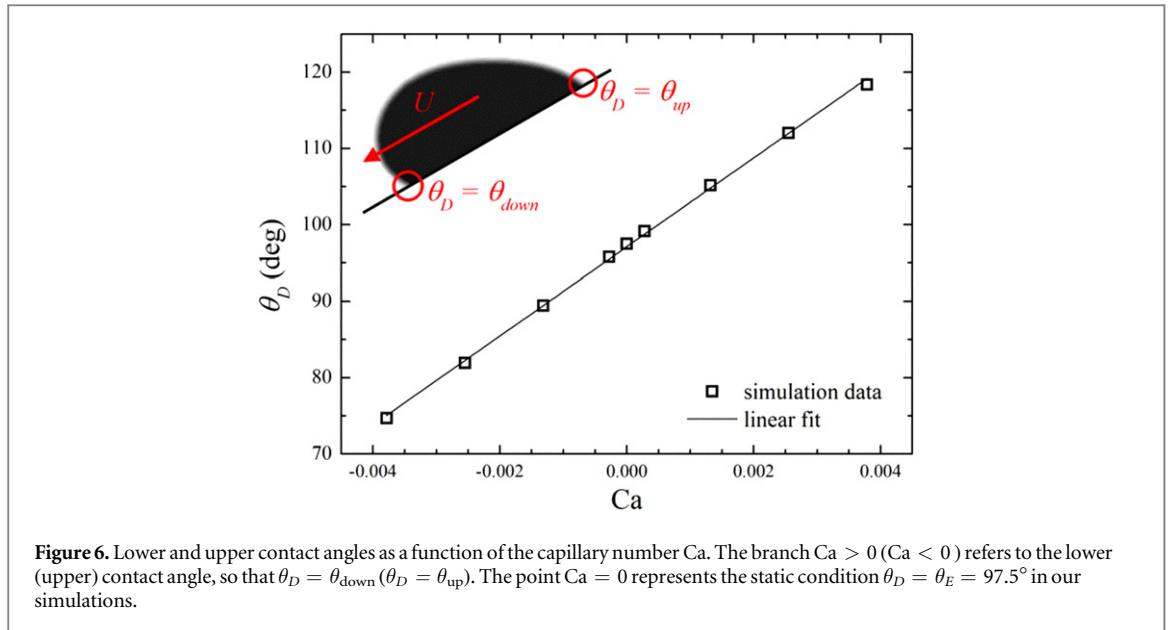 120
110
100
90
80
70
θ_D (deg)
U
θ_D = θ_up
θ_D = θ_down
simulation data
linear fit
-0.004 -0.002 0.000 0.002 0.004
Ca
Figure 6. Lower and upper contact angles as a function of the capillary number Ca. The branch Ca > 0 (Ca < 0 ) refers to the lower
(upper) contact angle, so that θ_D = θ_down (θ_D = θ_up). The point Ca = 0 represents the static condition θ_D = θ_E = 97.5° in our
simulations.